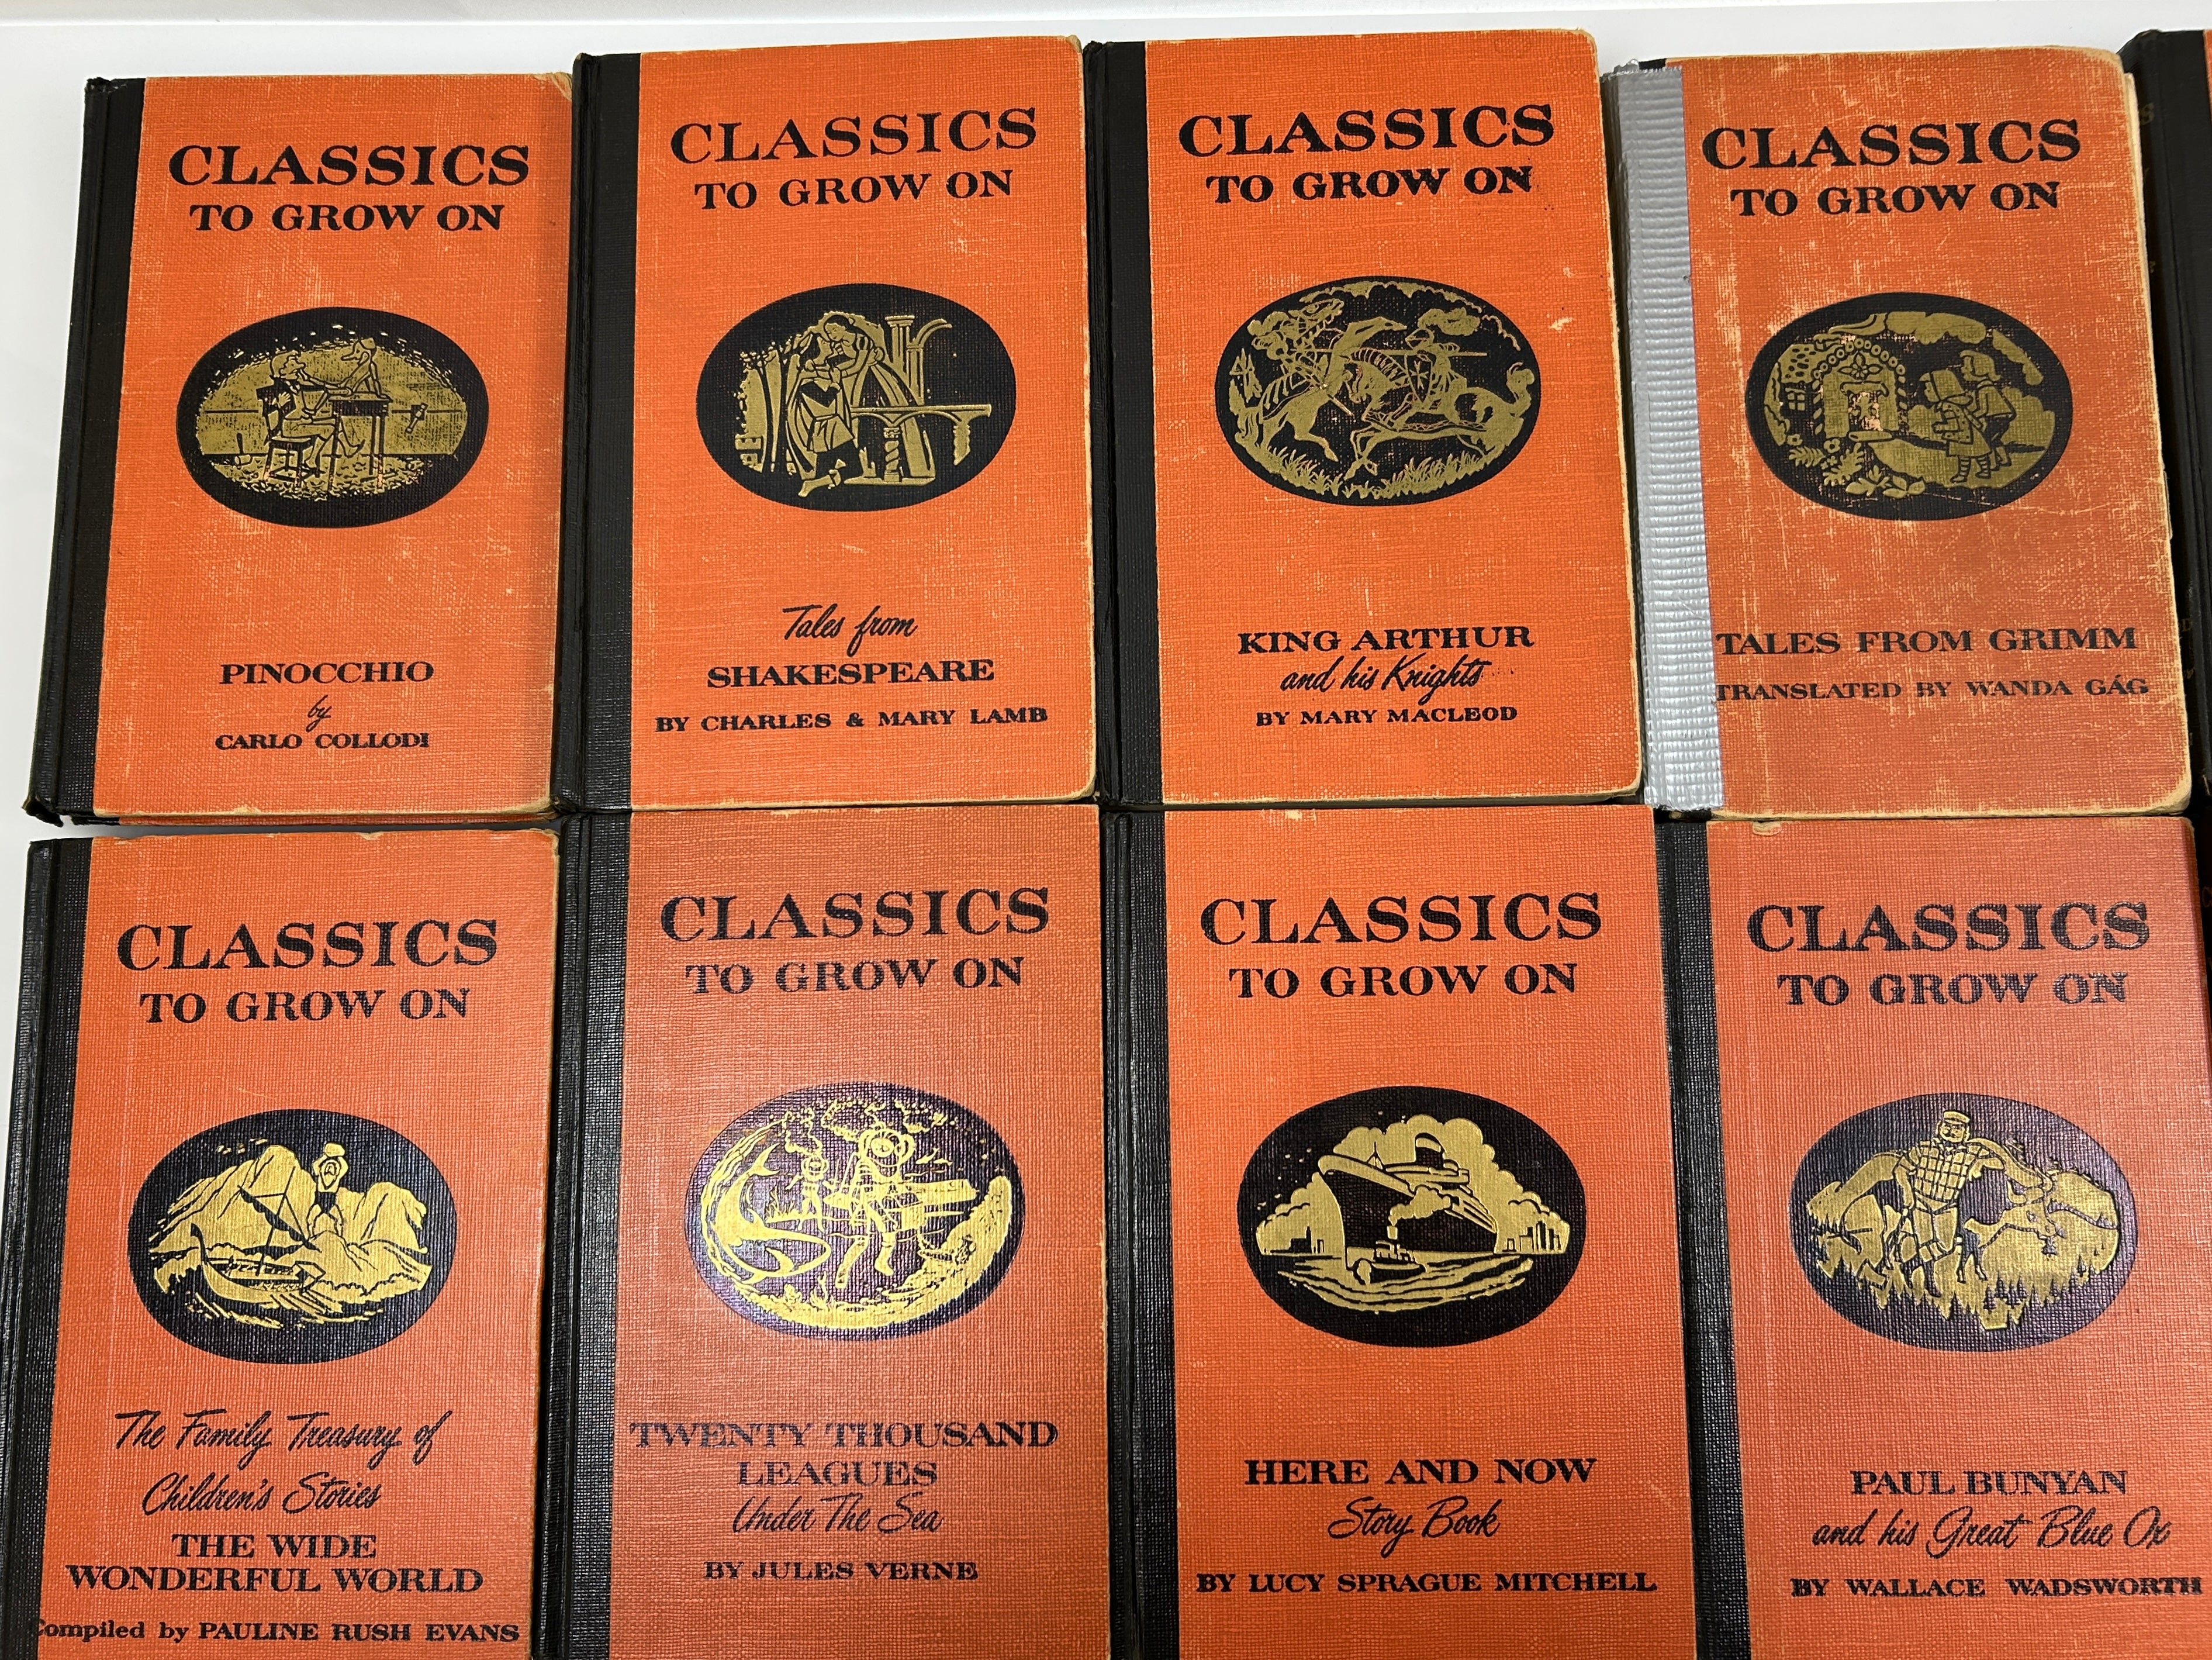 CLASSICS
TO GROW ON
PINOCCHIO
by
CARLO COLLODI
CLASSICS
TO GROW ON
Tales from
SHAKESPEARE
BY CHARLES & MARY LAMB
CLASSICS
TO GROW ON
KING ARTHUR
and his Knights
BY MARY MACLEOD
CLASSICS
TO GROW ON
TALES FROM GRIMM
TRANSLATED BY WANDA GÁG
CLASSICS
TO GROW ON
The Family Treasury of
Children's Stories
THE WIDE
WONDERFUL WORLD
Compiled by PAULINE RUSH EVANS
CLASSICS
TO GROW ON
TWENTY THOUSAND
LEAGUES
Under The Sea
BY JULES VERNE
CLASSICS
TO GROW ON
HERE AND NOW
Story Book
BY LUCY SPRAGUE MITCHELL
CLASSICS
TO GROW ON
PAUL BUNYAN
and his Great Blue Ox
BY WALLACE WADSWORTH